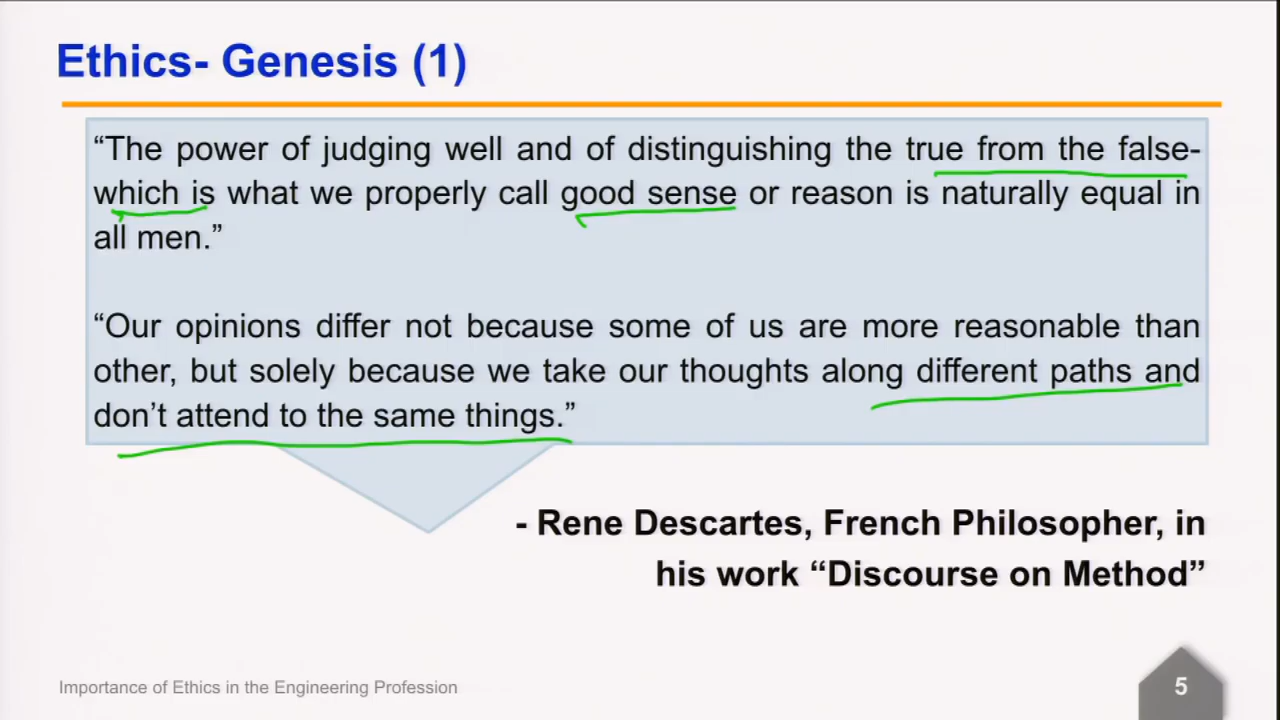 Ethics- Genesis (1)
“The power of judging well and of distinguishing the true from the false-
which is what we properly call good sense or reason is naturally equal in
all men.”
“Our opinions differ not because some of us are more reasonable than
other, but solely because we take our thoughts along different paths and
don’t attend to the same things.”
- Rene Descartes, French Philosopher, in
his work “Discourse on Method”
Importance of Ethics in the Engineering Profession
5